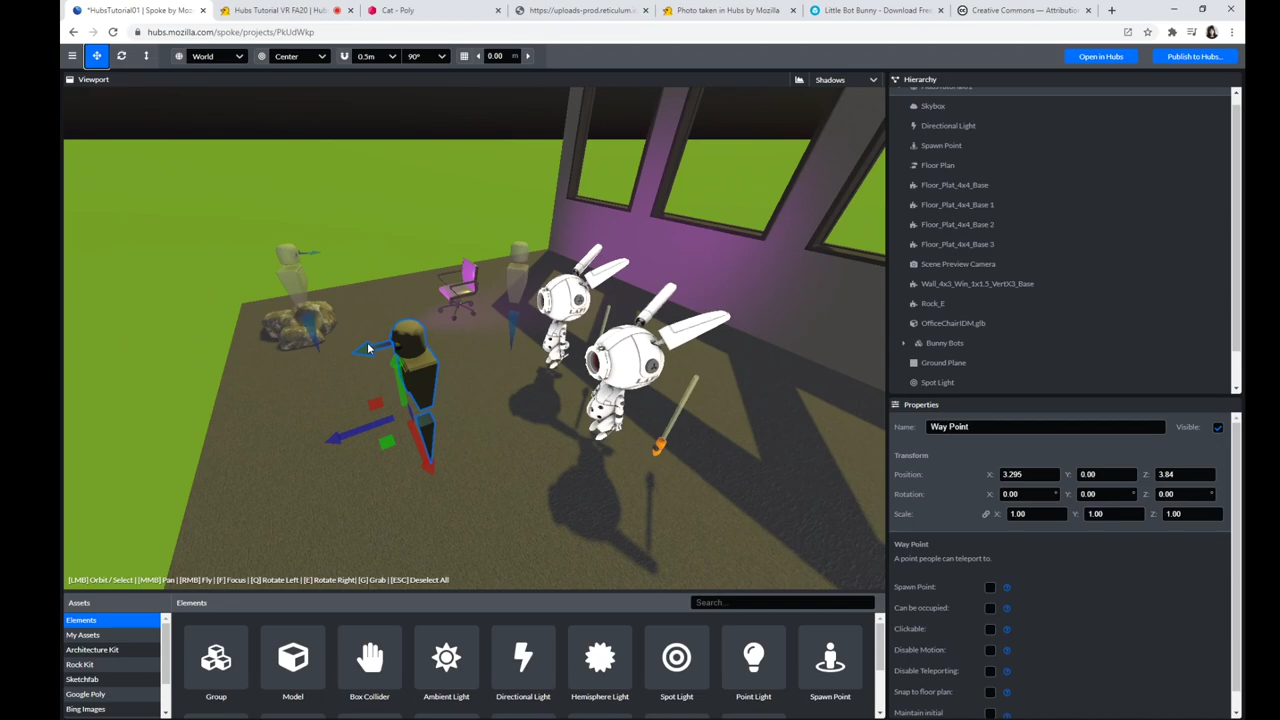 *HubsTutorial01 | Spoke by Moz
Hubs Tutorial VR FA20 | Hubs
Cat - Poly
https://uploads-prod.reticulum.i
Photo taken in Hubs by Mozilla
Little Bot Bunny - Download Free
Creative Commons — Attribution
hubs.mozilla.com/spoke/projects/PkUdWkp
World
Center
0.5m
90°
0.00 m
Open in Hubs
Publish to Hubs...
Viewport
Shadows
Hierarchy
Skybox
Directional Light
Spawn Point
Floor Plan
Floor_Plat_4x4_Base
Floor_Plat_4x4_Base 1
Floor_Plat_4x4_Base 2
Floor_Plat_4x4_Base 3
Scene Preview Camera
Wall_4x3_Win_1x1.5_VertX3_Base
Rock_E
OfficeChairIDM.glb
Bunny Bots
Ground Plane
Spot Light
Properties
Name: Way Point Visible:
Transform
Position: X: 3.295 Y: 0.00 Z: 3.84
Rotation: X: 0.00 ° Y: 0.00 ° Z: 0.00 °
Scale: X: 1.00 Y: 1.00 Z: 1.00
Way Point
A point people can teleport to.
Spawn Point:
Can be occupied:
Clickable:
Disable Motion:
Disable Teleporting:
Snap to floor plan:
Maintain initial
[LMB] Orbit / Select | [MMB] Pan | [RMB] Fly | [F] Focus | [Q] Rotate Left | [E] Rotate Right| [G] Grab | [ESC] Deselect All
Assets
Elements
My Assets
Architecture Kit
Rock Kit
Sketchfab
Google Poly
Bing Images
Elements
Search...
Group
Model
Box Collider
Ambient Light
Directional Light
Hemisphere Light
Spot Light
Point Light
Spawn Point